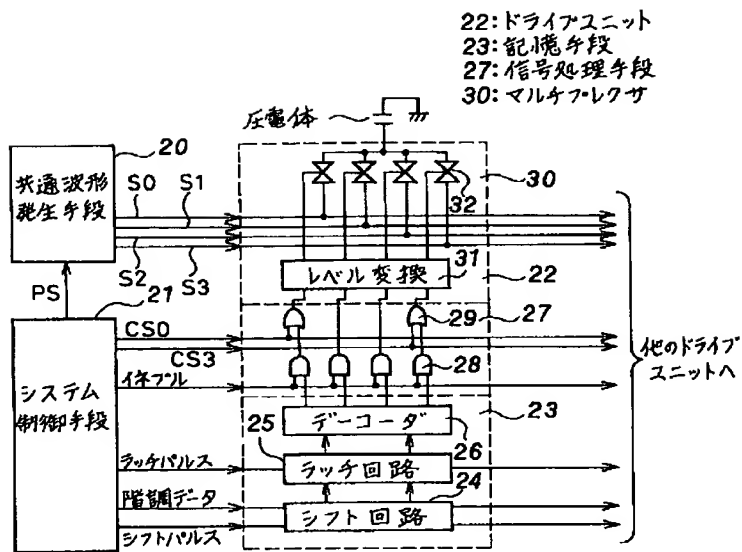 22:ドライブユニット
23:記憶手段
27:信号処理手段
30:マルチプレクサ
圧電体
20
共通波形
発生手段
S0
S1
S2
S3
30
32
31
レベル変換
22
PS
21
システム
制御手段
CS0
CS3
イネーブル
29
27
28
23
デーコーダ
25
26
ラッチパルス
ラッチ回路
24
階調データ
シフト回路
シフトパルス
他のドライブ
ユニットへ